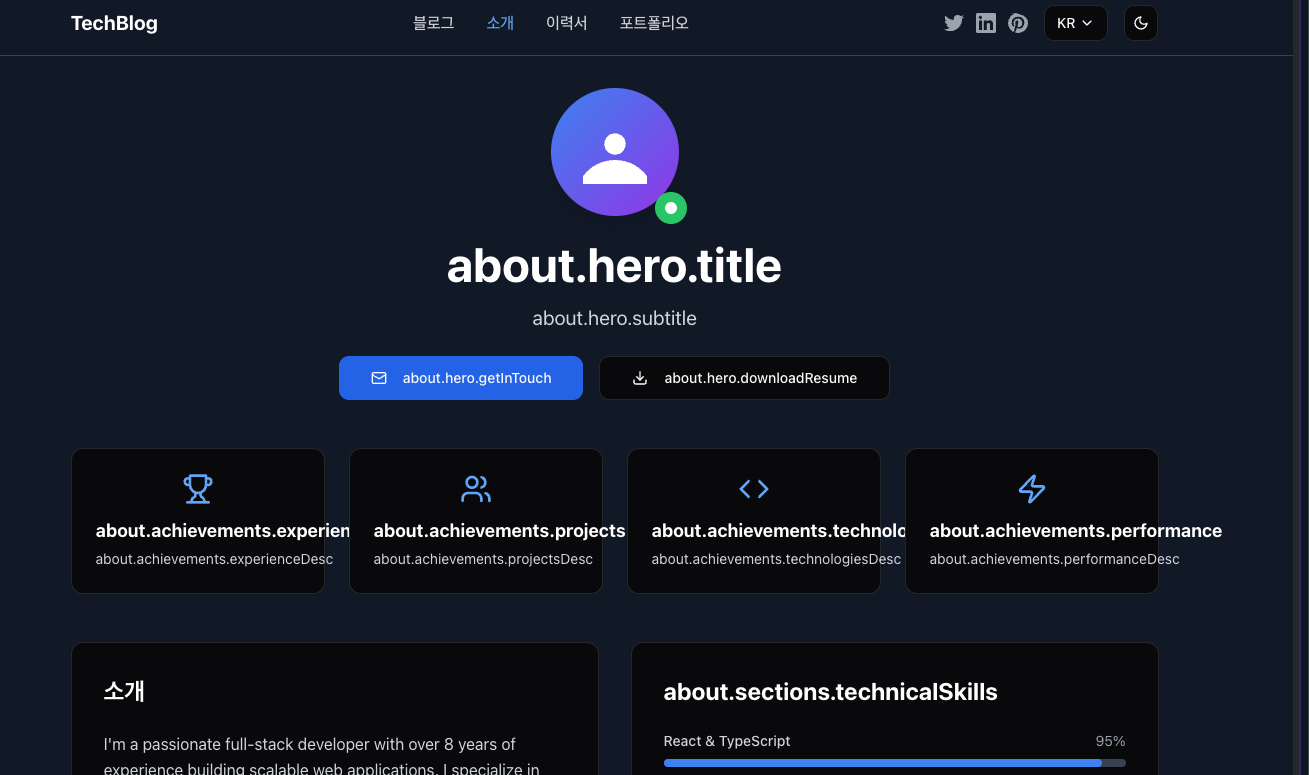 TechBlog
블로그
소개
이력서
포트폴리오
KR
about.hero.title
about.hero.subtitle
about.hero.getInTouch
about.hero.downloadResume
about.achievements.experien
about.achievements.experienceDesc
about.achievements.projects
about.achievements.projectsDesc
about.achievements.technolo
about.achievements.technologiesDesc
about.achievements.performance
about.achievements.performanceDesc
소개
I'm a passionate full-stack developer with over 8 years of
experience building scalable web applications. I specialize in
about.sections.technicalSkills
React & TypeScript
95%